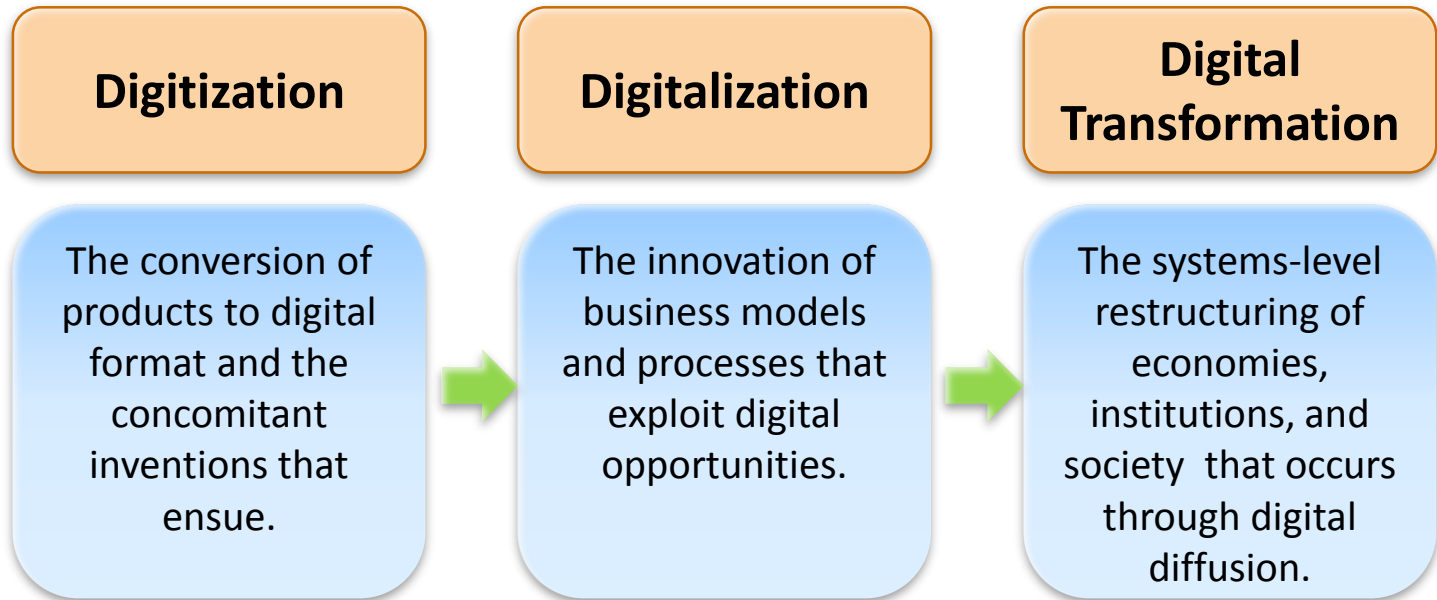 Digitization
Digitalization
Digital
Transformation
The conversion of
products to digital
format and the
concomitant
inventions that
ensue.
The innovation of
business models
and processes that
exploit digital
opportunities.
The systems-level
restructuring of
economies,
institutions, and
society  that occurs
through digital
diffusion.